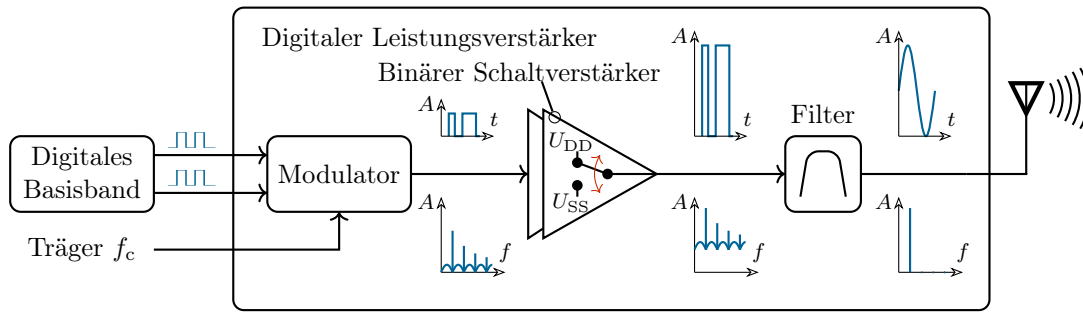 Digitaler Leistungsverstärker
Binärer Schaltverstärker
A
t
A
t
A
t
Digitales
Basisband
Modulator
U_DD
U_SS
Filter
Träger f_c
A
f
A
f
A
f